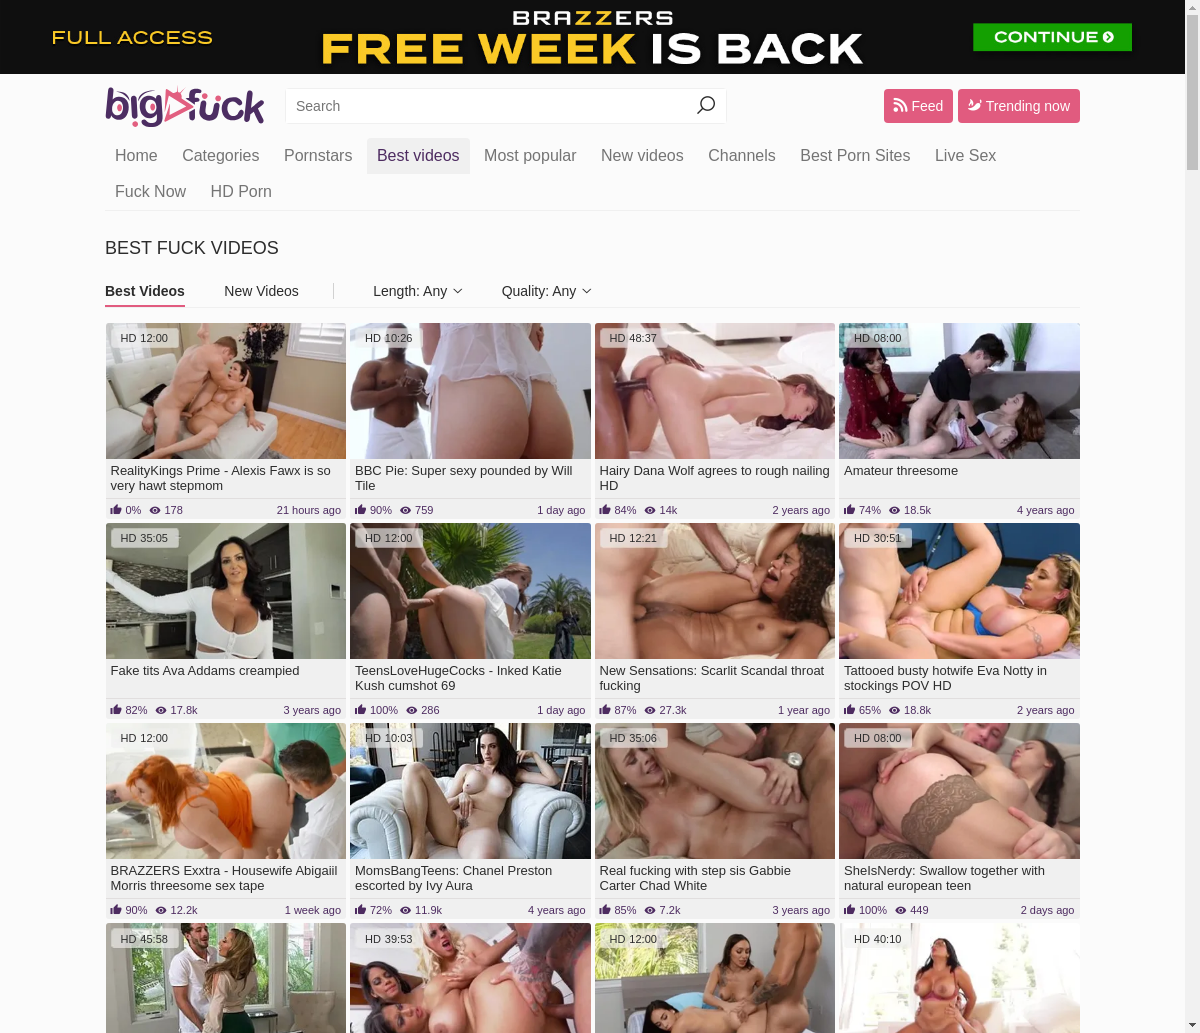 FULL ACCESS
BRAZZERS
FREE WEEK IS BACK
CONTINUE
big fuck
Search
Feed
Trending now
Home
Categories
Pornstars
Best videos
Most popular
New videos
Channels
Best Porn Sites
Live Sex
Fuck Now
HD Porn
BEST FUCK VIDEOS
Best Videos
New Videos
Length: Any
Quality: Any
HD 12:00
RealityKings Prime - Alexis Fawx is so
very hawt stepmom
0% 178 21 hours ago
HD 10:26
BBC Pie: Super sexy pounded by Will
Tile
90% 759 1 day ago
HD 48:37
Hairy Dana Wolf agrees to rough nailing
HD
84% 14k 2 years ago
HD 08:00
Amateur threesome
74% 18.5k 4 years ago
HD 35:05
Fake tits Ava Addams creampied
82% 17.8k 3 years ago
HD 12:00
TeensLoveHugeCocks - Inked Katie
Kush cumshot 69
100% 286 1 day ago
HD 12:21
New Sensations: Scarlit Scandal throat
fucking
87% 27.3k 1 year ago
HD 30:51
Tattooed busty hotwife Eva Notty in
stockings POV HD
65% 18.8k 2 years ago
HD 12:00
BRAZZERS Exxtra - Housewife Abigaiil
Morris threesome sex tape
90% 12.2k 1 week ago
HD 10:03
MomsBangTeens: Chanel Preston
escorted by Ivy Aura
72% 11.9k 4 years ago
HD 35:06
Real fucking with step sis Gabbie
Carter Chad White
85% 7.2k 3 years ago
HD 08:00
SheIsNerdy: Swallow together with
natural european teen
100% 449 2 days ago
HD 45:58
HD 39:53
HD 12:00
HD 40:10